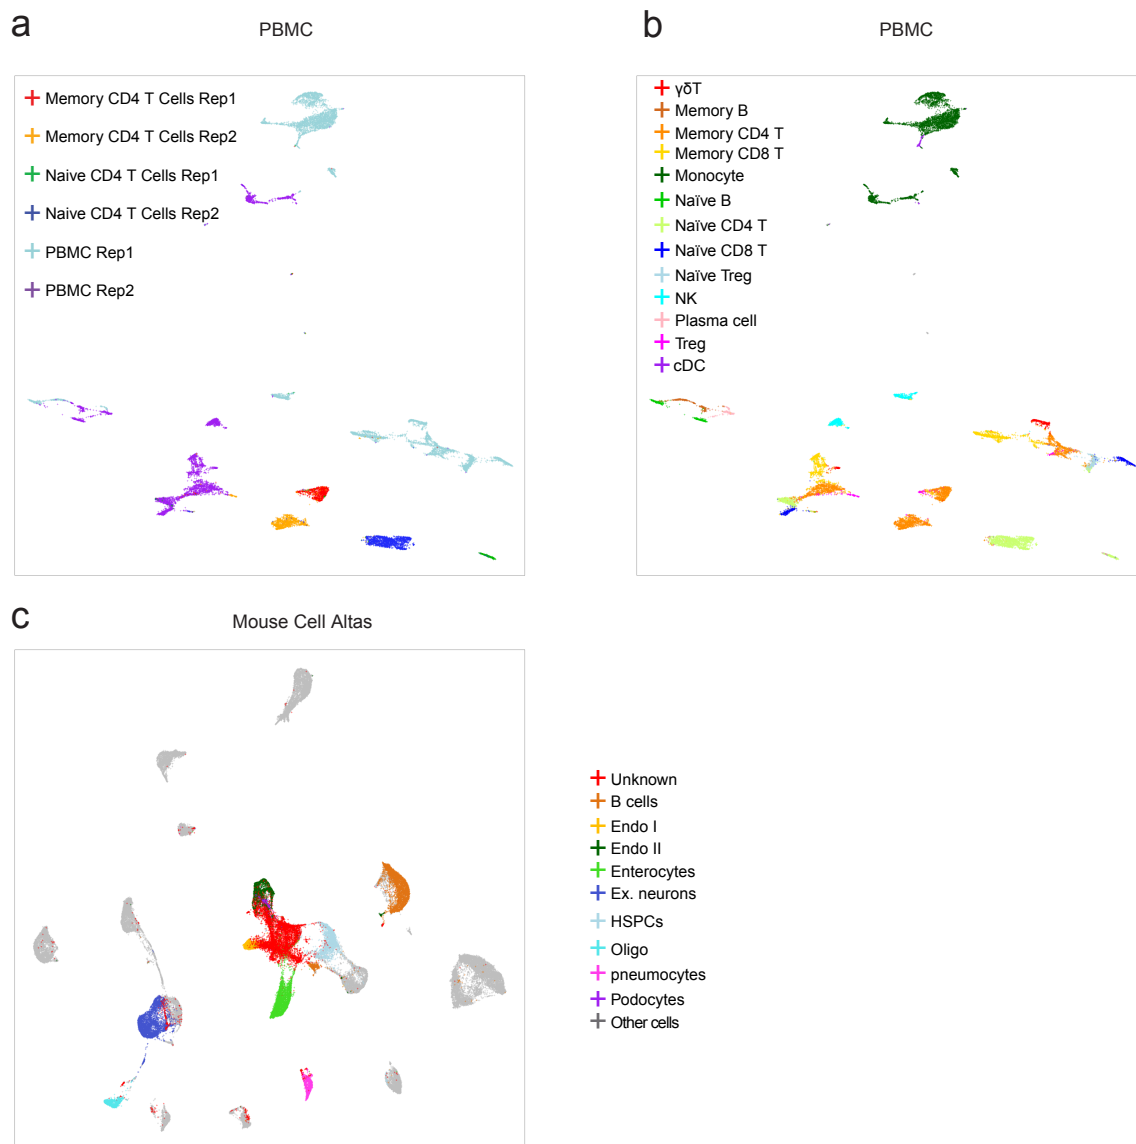 a
PBMC
Memory CD4 T Cells Rep1
Memory CD4 T Cells Rep2
Naive CD4 T Cells Rep1
Naive CD4 T Cells Rep2
PBMC Rep1
PBMC Rep2
b
PBMC
γδT
Memory B
Memory CD4 T
Memory CD8 T
Monocyte
Naïve B
Naïve CD4 T
Naïve CD8 T
Naïve Treg
NK
Plasma cell
Treg
cDC
c
Mouse Cell Altas
Unknown
B cells
Endo I
Endo II
Enterocytes
Ex. neurons
HSPCs
Oligo
pneumocytes
Podocytes
Other cells